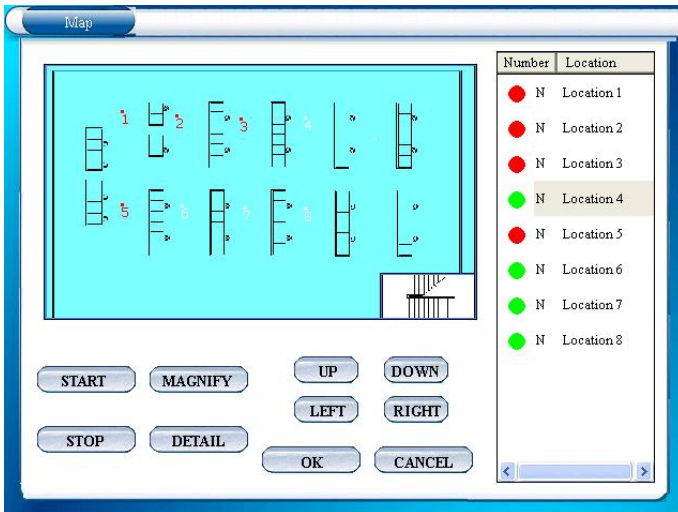 Map
Number Location
N Location 1
N Location 2
N Location 3
N Location 4
N Location 5
N Location 6
N Location 7
N Location 8
1 2 3 4
5 6 7 8
START MAGNIFY UP DOWN
LEFT RIGHT
STOP DETAIL
OK CANCEL